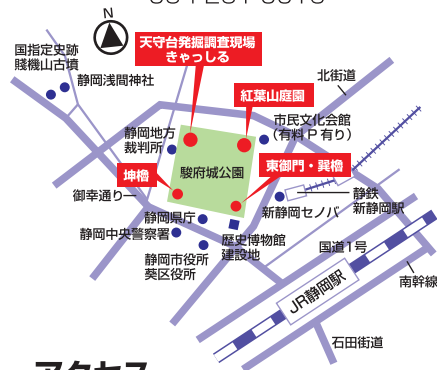 N
天守台発掘調査現場
きゃっしる
国指定史跡
賤機山古墳
静岡浅間神社
北街道
紅葉山庭園
市民文化会館
(有料P有り)
静岡地方
裁判所
駿府城公園
東御門・巽櫓
坤櫓
御幸通り
静鉄
新静岡駅
新静岡セノバ
静岡県庁
静岡中央警察署
歴史博物館
建設地
静岡市役所
葵区役所
国道1号
JR静岡駅
南幹線
石田街道